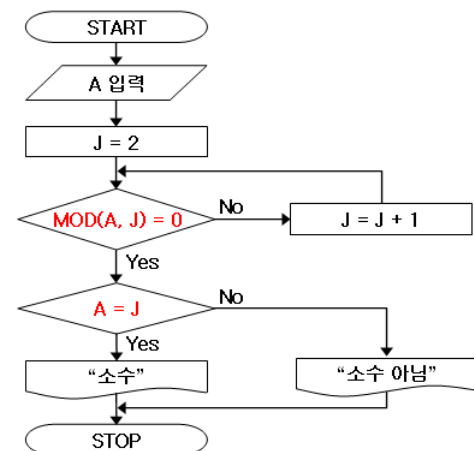 START
A 입력
J = 2
MOD(A, J) = 0
No
J = J + 1
Yes
A = J
No
Yes
“소수”
“소수 아님”
STOP